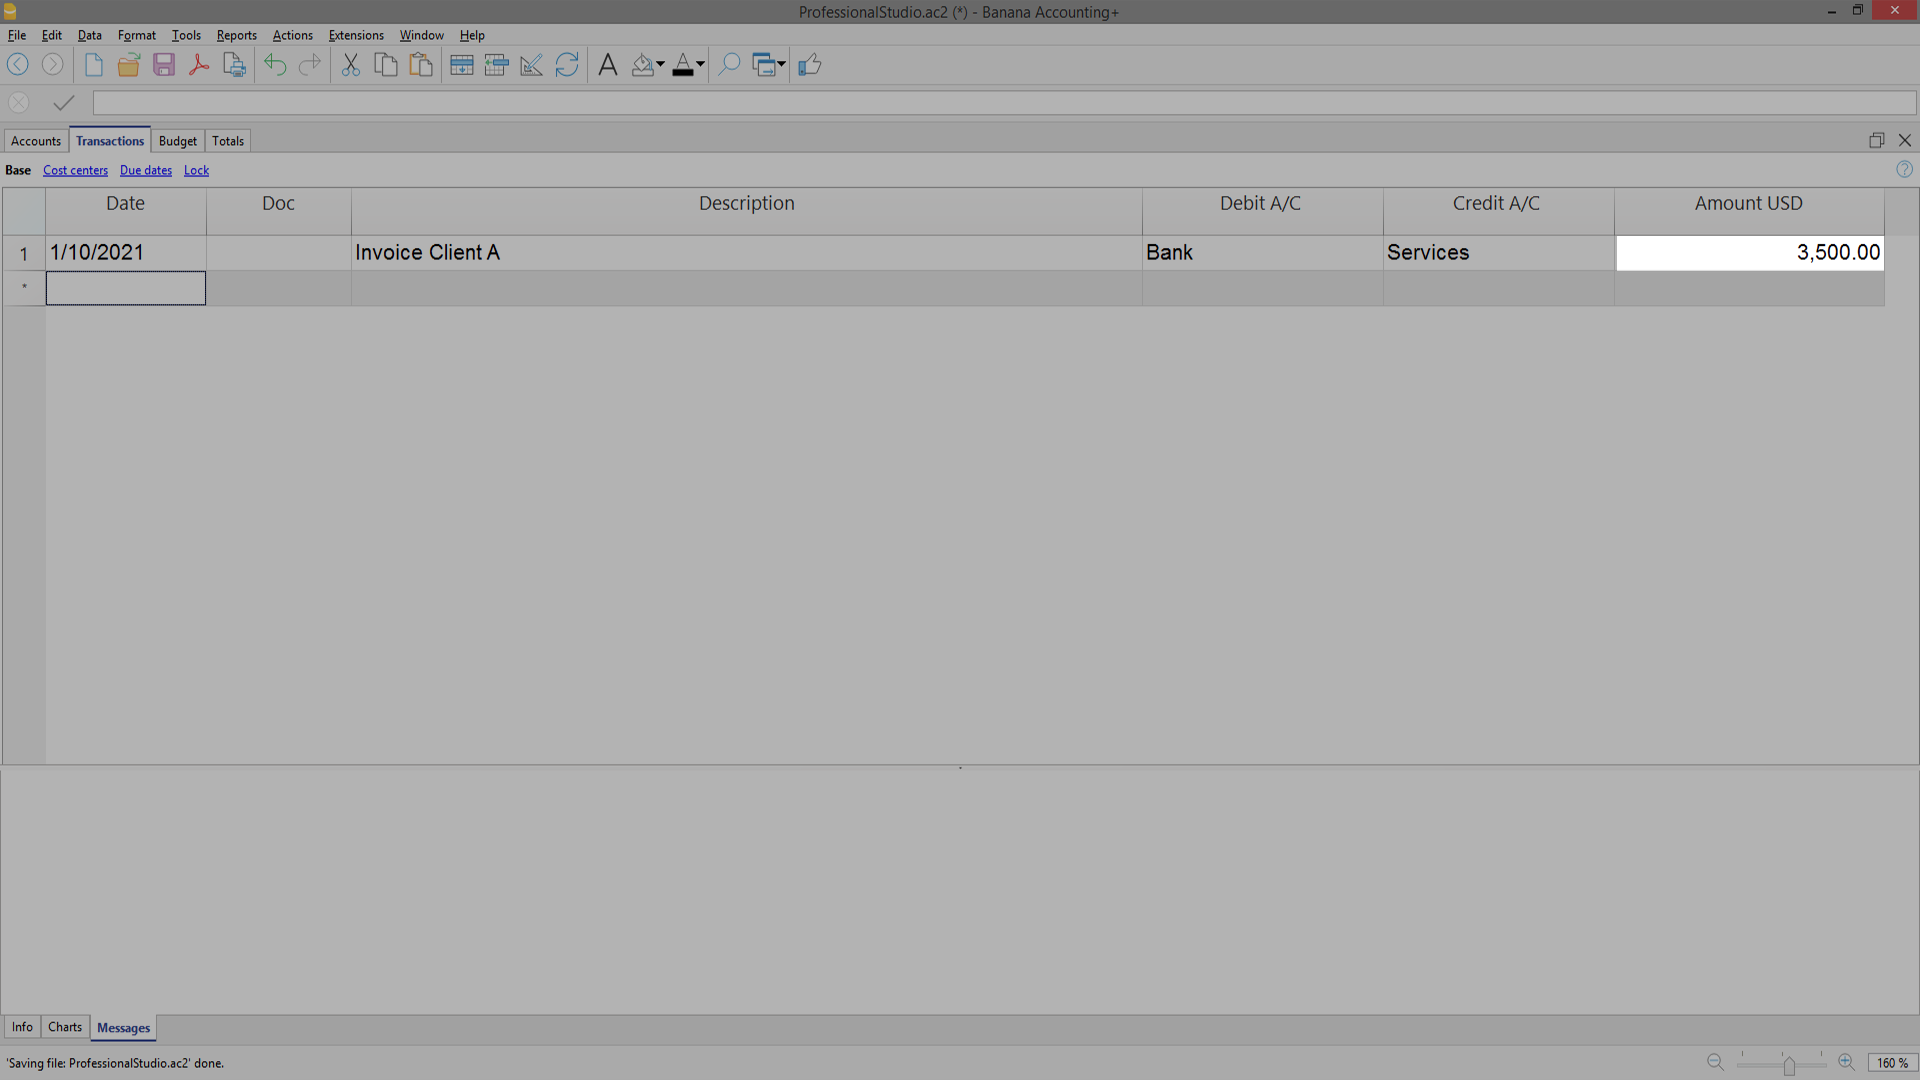 ProfessionalStudio.ac2 (*) - Banana Accounting+
File Edit Data Format Tools Reports Actions Extensions Window Help
Accounts Transactions Budget Totals
Base Cost centers Due dates Lock
Date Doc Description Debit A/C Credit A/C Amount USD
1 1/10/2021 Invoice Client A Bank Services 3,500.00
*
Info Charts Messages
'Saving file: ProfessionalStudio.ac2' done.
160 %